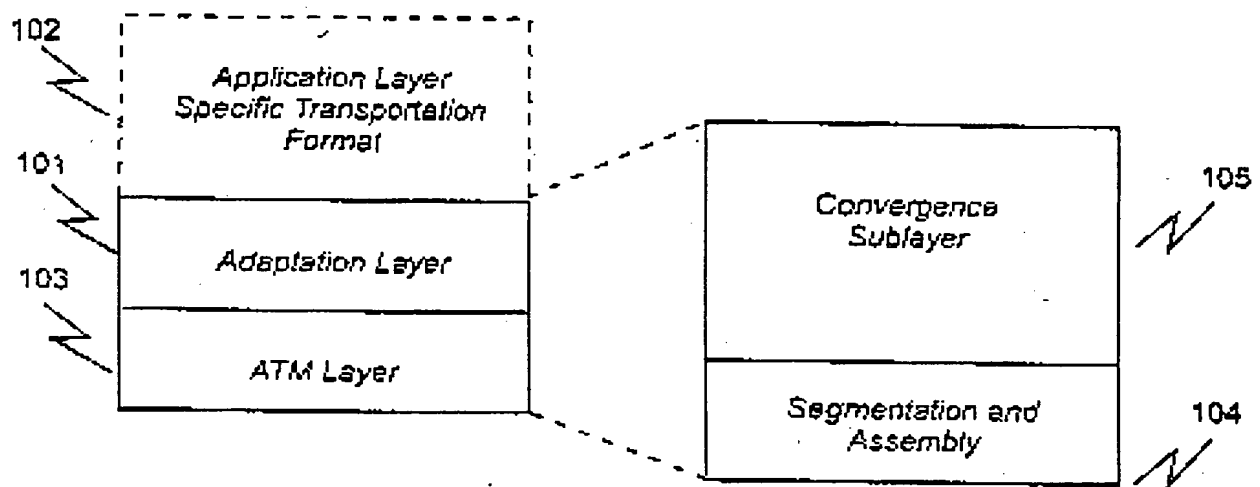 102
Application Layer
Specific Transportation
Format
101
Adaptation Layer
103
ATM Layer
Convergence
Sublayer
105
Segmentation and
Assembly
104